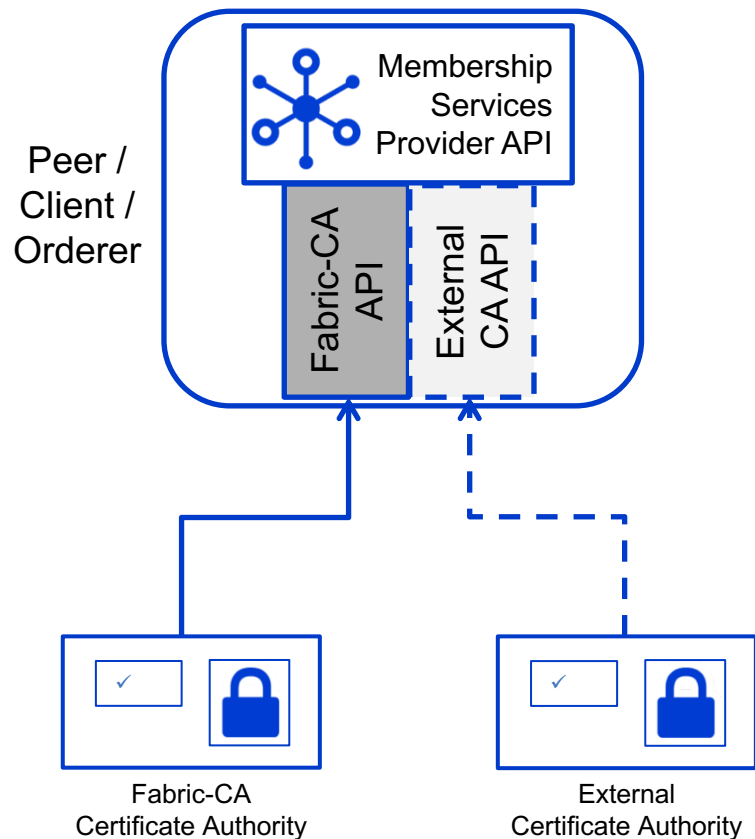 Membership
Services
Provider API
Peer /
Client /
Orderer
Fabric-CA
API
External
CA API
✓
✓
Fabric-CA
Certificate Authority
External
Certificate Authority